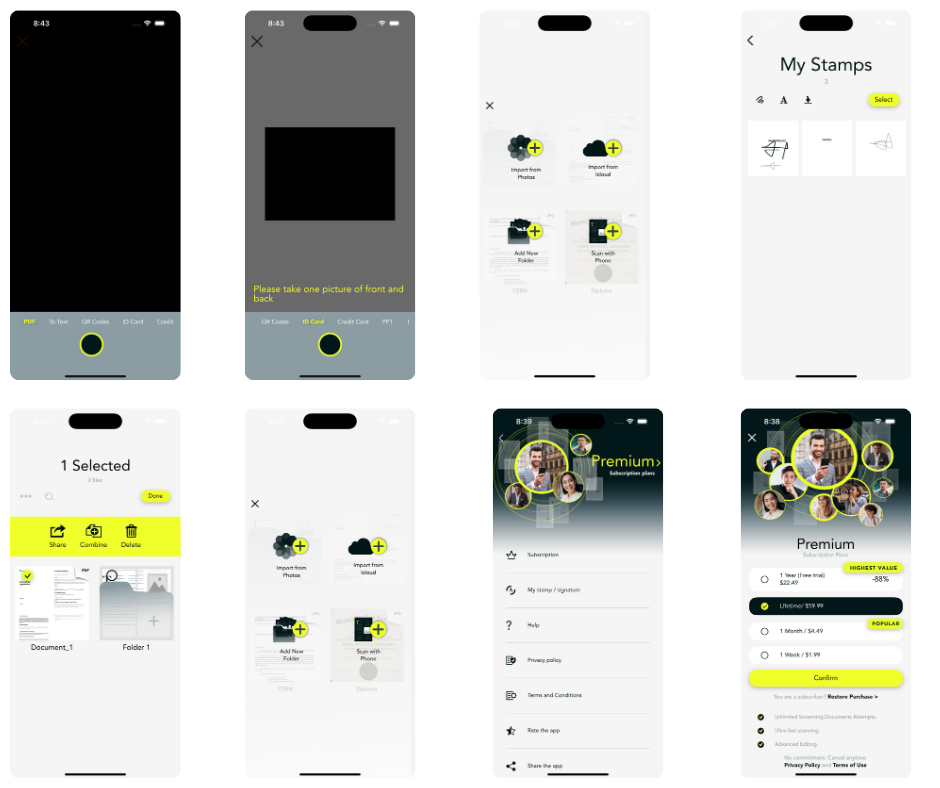 8:43
PDF To Text QR Codes ID Card Credit
8:43
Please take one picture of front and
back
QR Codes ID Card Credit Card PPT
Import from
Photos
Import from
Icloud
Add New
Folder
Scan with
Phone
Diploma
My Stamps
3
Select
1 Selected
2 files
Done
Share Combine Delete
PDF
Document_1
Folder 1
Import from
Photos
Import from
Icloud
Add New
Folder
Scan with
Phone
Diploma
8:39
Premium›
Subscription plans
Subscription
My stamp / signature
Help
Privacy policy
Terms and Conditions
Rate the app
Share the app
8:38
Premium
Subscription Plans
HIGHEST VALUE
1 Year (Free trial)
$22.49
-88%
Lifetime/ $59.99
POPULAR
1 Month / $4.49
1 Week / $1.99
Confirm
You are a subscriber? Restore Purchase >
Unlimited Scanning Documents Attempts.
Ultra-fast scanning.
Advanced Editing.
No commitment. Cancel anytime.
Privacy Policy and Terms of Use